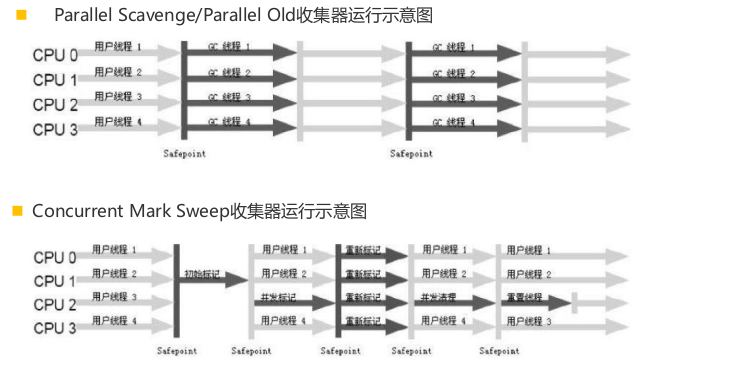 Parallel Scavenge/Parallel Old收集器运行示意图
CPU 0 用户线程 1 GC 线程 1 GC 线程 1
CPU 1 用户线程 2 GC 线程 2 GC 线程 2
CPU 2 用户线程 3 GC 线程 3 GC 线程 3
CPU 3 用户线程 4 GC 线程 4 GC 线程 4
Safepoint Safepoint
Concurrent Mark Sweep收集器运行示意图
CPU 0 用户线程 1 用户线程 1 重新标记 用户线程 1 用户线程 1
CPU 1 用户线程 2 初始标记 用户线程 2 重新标记 用户线程 2 用户线程 2
CPU 2 用户线程 3 并发标记 重新标记 并发清理 重置线程
CPU 3 用户线程 4 用户线程 4 重新标记 用户线程 4 用户线程 3
Safepoint Safepoint Safepoint Safepoint Safepoint